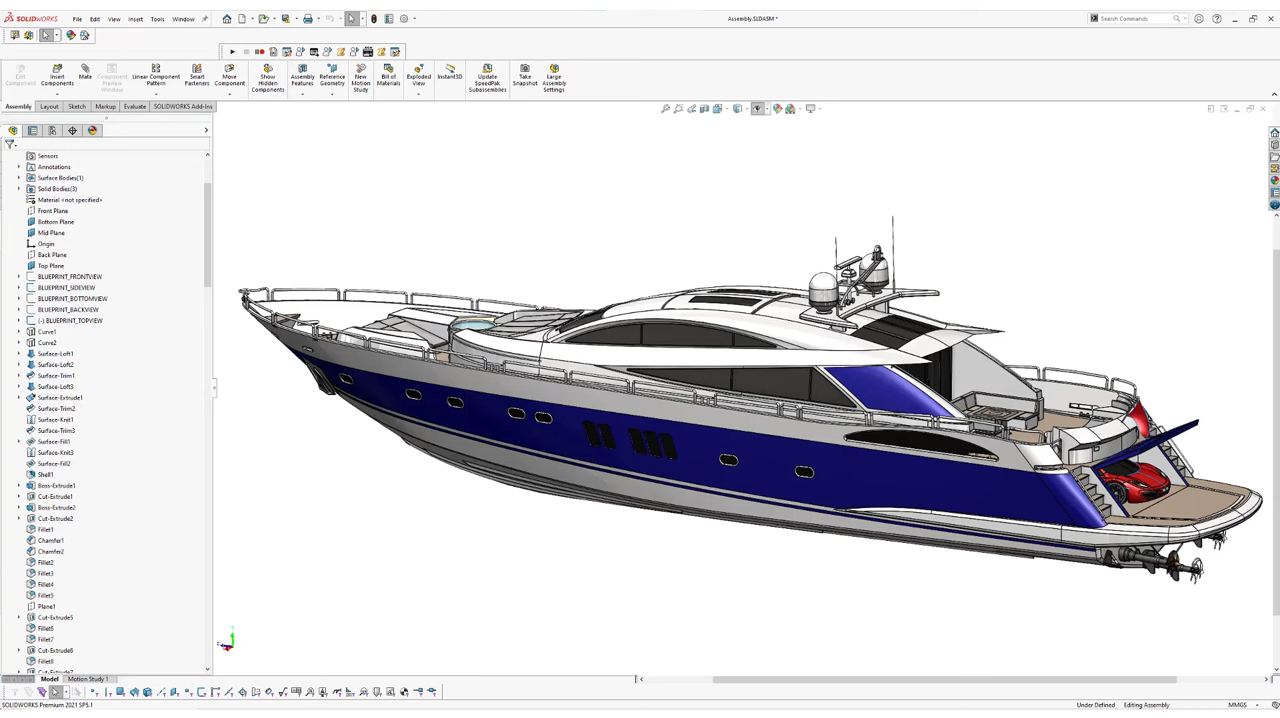 SOLIDWORKS File Edit View Insert Tools Window Assembly.SLDASM * Search Commands
Exit Component
Insert Components
Mate
Component Preview Window
Linear Component Pattern
Smart Fasteners
Move Component
Show Hidden Components
Assembly Features
Reference Geometry
New Motion Study
Bill of Materials
Exploded View
Instant3D
Update SpeedPak Subassemblies
Take Snapshot
Large Assembly Settings
Assembly Layout Sketch Markup Evaluate SOLIDWORKS Add-Ins
Sensors
Annotations
Surface Bodies(1)
Solid Bodies(3)
Material <not specified>
Front Plane
Bottom Plane
Mid Plane
Origin
Back Plane
Top Plane
BLUEPRINT_FRONTVIEW
BLUEPRINT_SIDEVIEW
BLUEPRINT_BOTTOMVIEW
BLUEPRINT_BACKVIEW
(-) BLUEPRINT_TOPVIEW
Curve1
Curve2
Surface-Loft1
Surface-Loft2
Surface-Trim1
Surface-Loft3
Surface-Extrude1
Surface-Trim2
Surface-Knit1
Surface-Trim3
Surface-Fill1
Surface-Knit3
Surface-Fill2
Shell1
Boss-Extrude1
Cut-Extrude1
Boss-Extrude2
Cut-Extrude2
Fillet1
Chamfer1
Chamfer2
Fillet2
Fillet3
Fillet4
Fillet5
Plane1
Cut-Extrude5
Fillet6
Fillet7
Cut-Extrude6
Fillet8
Cut-Extrude7
Model Motion Study 1
SOLIDWORKS Premium 2021 SP5.1 Under Defined Editing Assembly MMGS